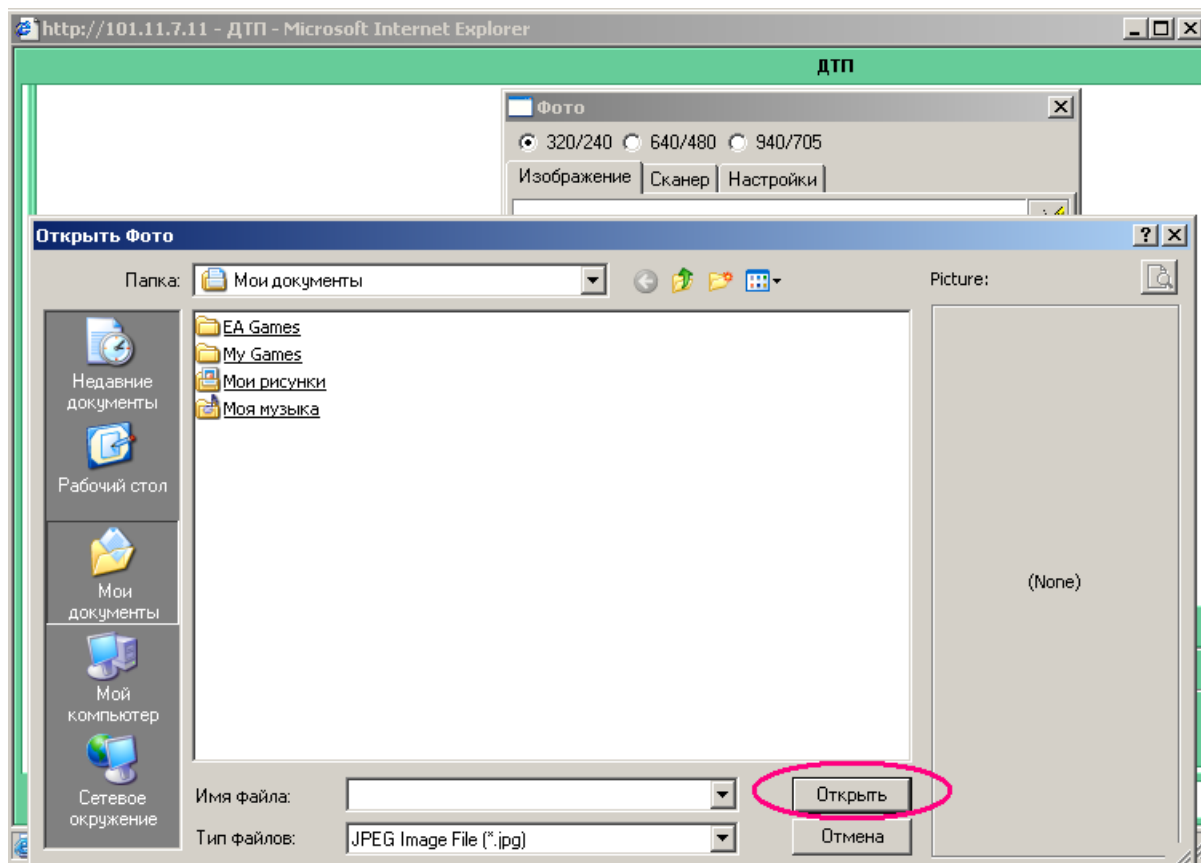 http://101.11.7.11 - ДТП - Microsoft Internet Explorer
ДТП
Фото
320/240 640/480 940/705
Изображение Сканер Настройки
Открыть Фото
Папка: Мои документы Picture:
EA Games
My Games
Мои рисунки
Моя музыка
Недавние
документы
Рабочий стол
Мои
документы
Мой
компьютер
Сетевое
окружение
(None)
Имя файла: Открыть
Тип файлов: JPEG Image File (*.jpg) Отмена